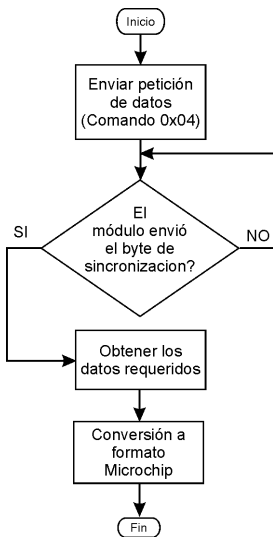 Inicio
Enviar petición
de datos
(Comando 0x04)
El
módulo envió
el byte de
sincronizacion?
SI
NO
Obtener los
datos requeridos
Conversión a
formato
Microchip
Fin